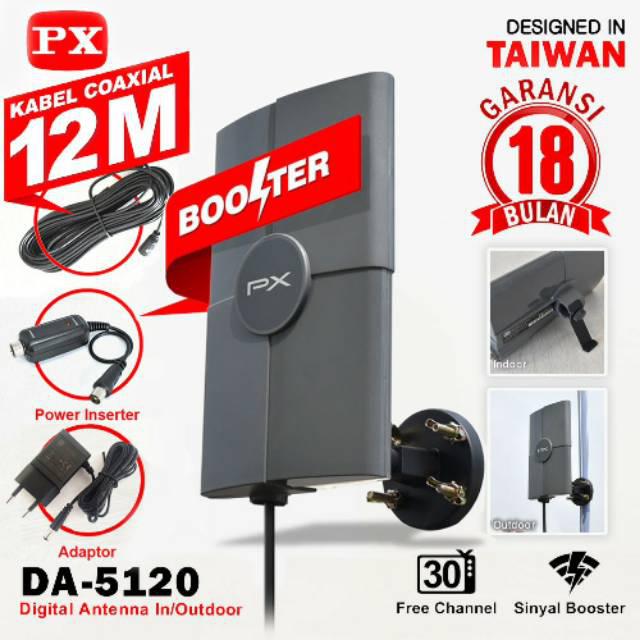 PX
KABEL COAXIAL
12M
DESIGNED IN
TAIWAN
GARANSI
18
BULAN
BOOSTER
PX
Indoor
Power Inserter
PX
Outdoor
Adaptor
DA-5120
Digital Antenna In/Outdoor
30
Free Channel
Sinyal Booster